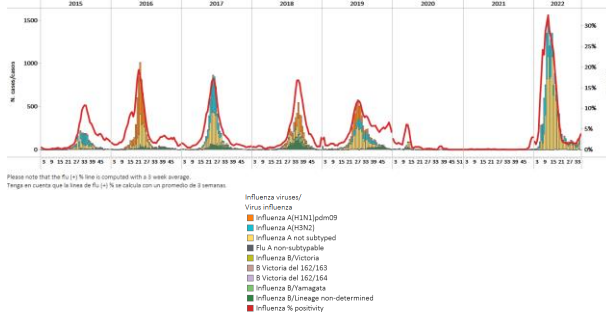 2015 2016 2017 2018 2019 2020 2021 2022
1500
1000
500
0
#. cases/casos
30%
25%
20%
15%
10%
5%
0%
Please note that the flu (+) % line is computed with a 3 week average.
Tenga en cuenta que la linea de flu (+) % se calcula con un promedio de 3 semanas.
Influenza viruses/
Virus influenza
Influenza A(H1N1)pdm09
Influenza A(H3N2)
Influenza A not subtyped
Flu A non-subtypable
Influenza B/Victoria
B Victoria del 162/163
B Victoria del 162/164
Influenza B/Yamagata
Influenza B/Lineage non-determined
Influenza % positivity